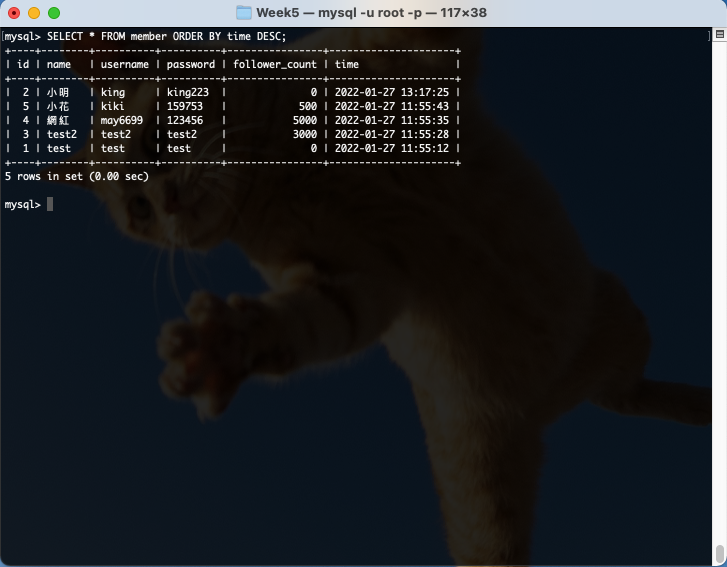 Week5 — mysql -u root -p — 117×38
[mysql> SELECT * FROM member ORDER BY time DESC; ]
+----+--------+----------+----------+----------------+---------------------+
| id | name | username | password | follower_count | time |
+----+--------+----------+----------+----------------+---------------------+
| 2 | 小明 | king | king223 | 0 | 2022-01-27 13:17:25 |
| 5 | 小花 | kiki | 159753 | 500 | 2022-01-27 11:55:43 |
| 4 | 網紅 | may6699 | 123456 | 5000 | 2022-01-27 11:55:35 |
| 3 | test2 | test2 | test2 | 3000 | 2022-01-27 11:55:28 |
| 1 | test | test | test | 0 | 2022-01-27 11:55:12 |
+----+--------+----------+----------+----------------+---------------------+
5 rows in set (0.00 sec)
mysql>